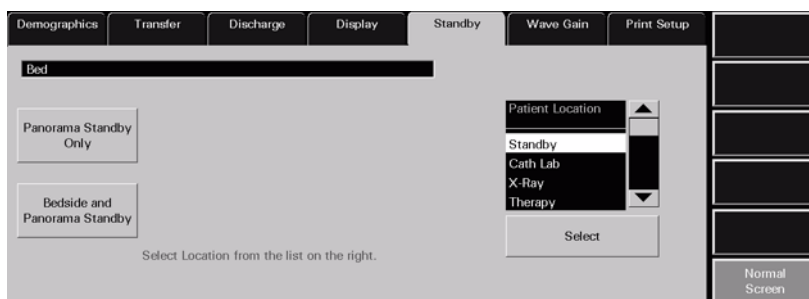 Demographics
Transfer
Discharge
Display
Standby
Wave Gain
Print Setup
Bed
Panorama Standby
Only
Bedside and
Panorama Standby
Select Location from the list on the right.
Patient Location
Standby
Cath Lab
X-Ray
Therapy
Select
Normal
Screen